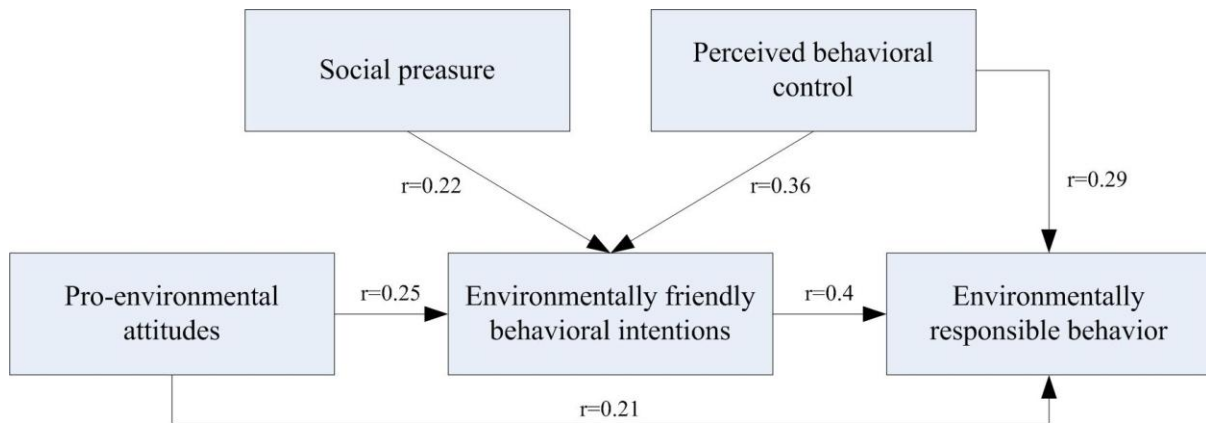 Social preasure
Perceived behavioral
control
r=0.22
r=0.36
r=0.29
Pro-environmental
attitudes
r=0.25
Environmentally friendly
behavioral intentions
r=0.4
Environmentally
responsible behavior
r=0.21